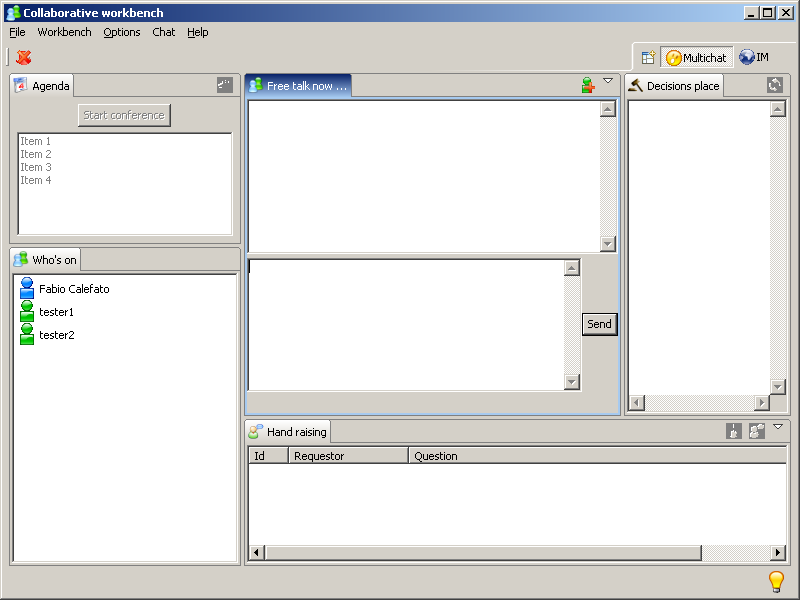 Collaborative workbench
File Workbench Options Chat Help
Multichat IM
Agenda
Start conference
Item 1
Item 2
Item 3
Item 4
Who's on
Fabio Calefato
tester1
tester2
Free talk now ...
Send
Decisions place
Hand raising
Id Requestor Question